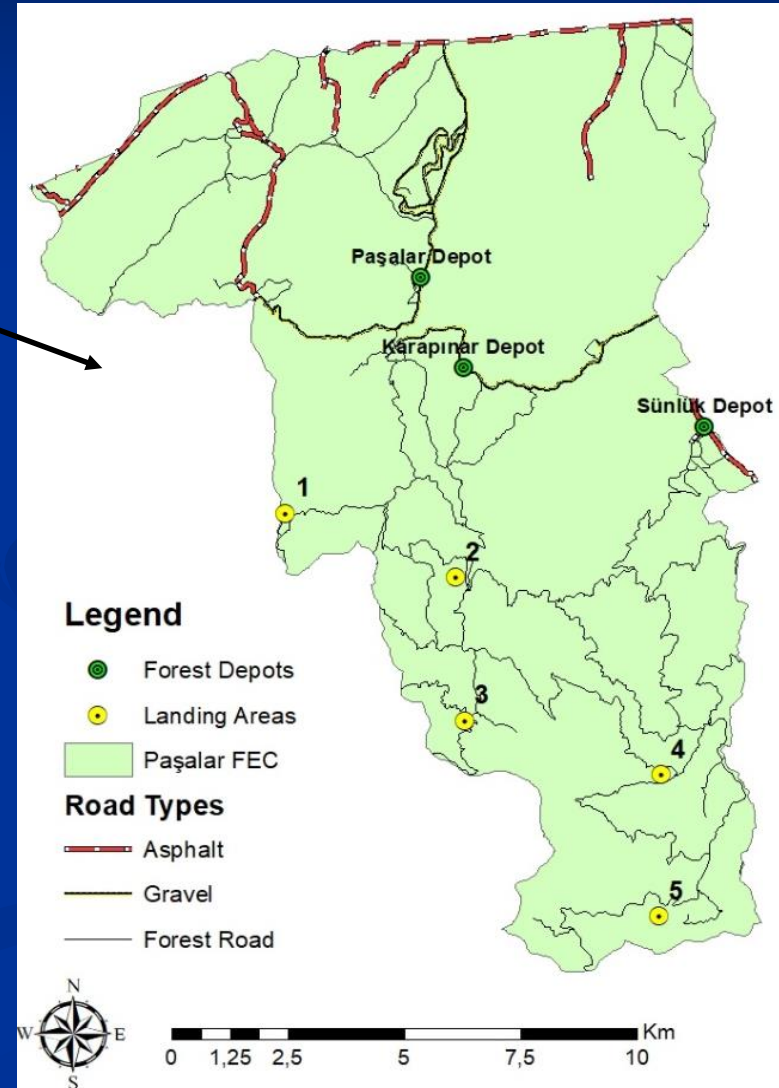 Paşalar Depot
Karapınar Depot
Sünlük Depot
1
2
3
4
5
Legend
Forest Depots
Landing Areas
Paşalar FEC
Road Types
Asphalt
Gravel
Forest Road
N
W E
S
Km
0 1,25 2,5 5 7,5 10